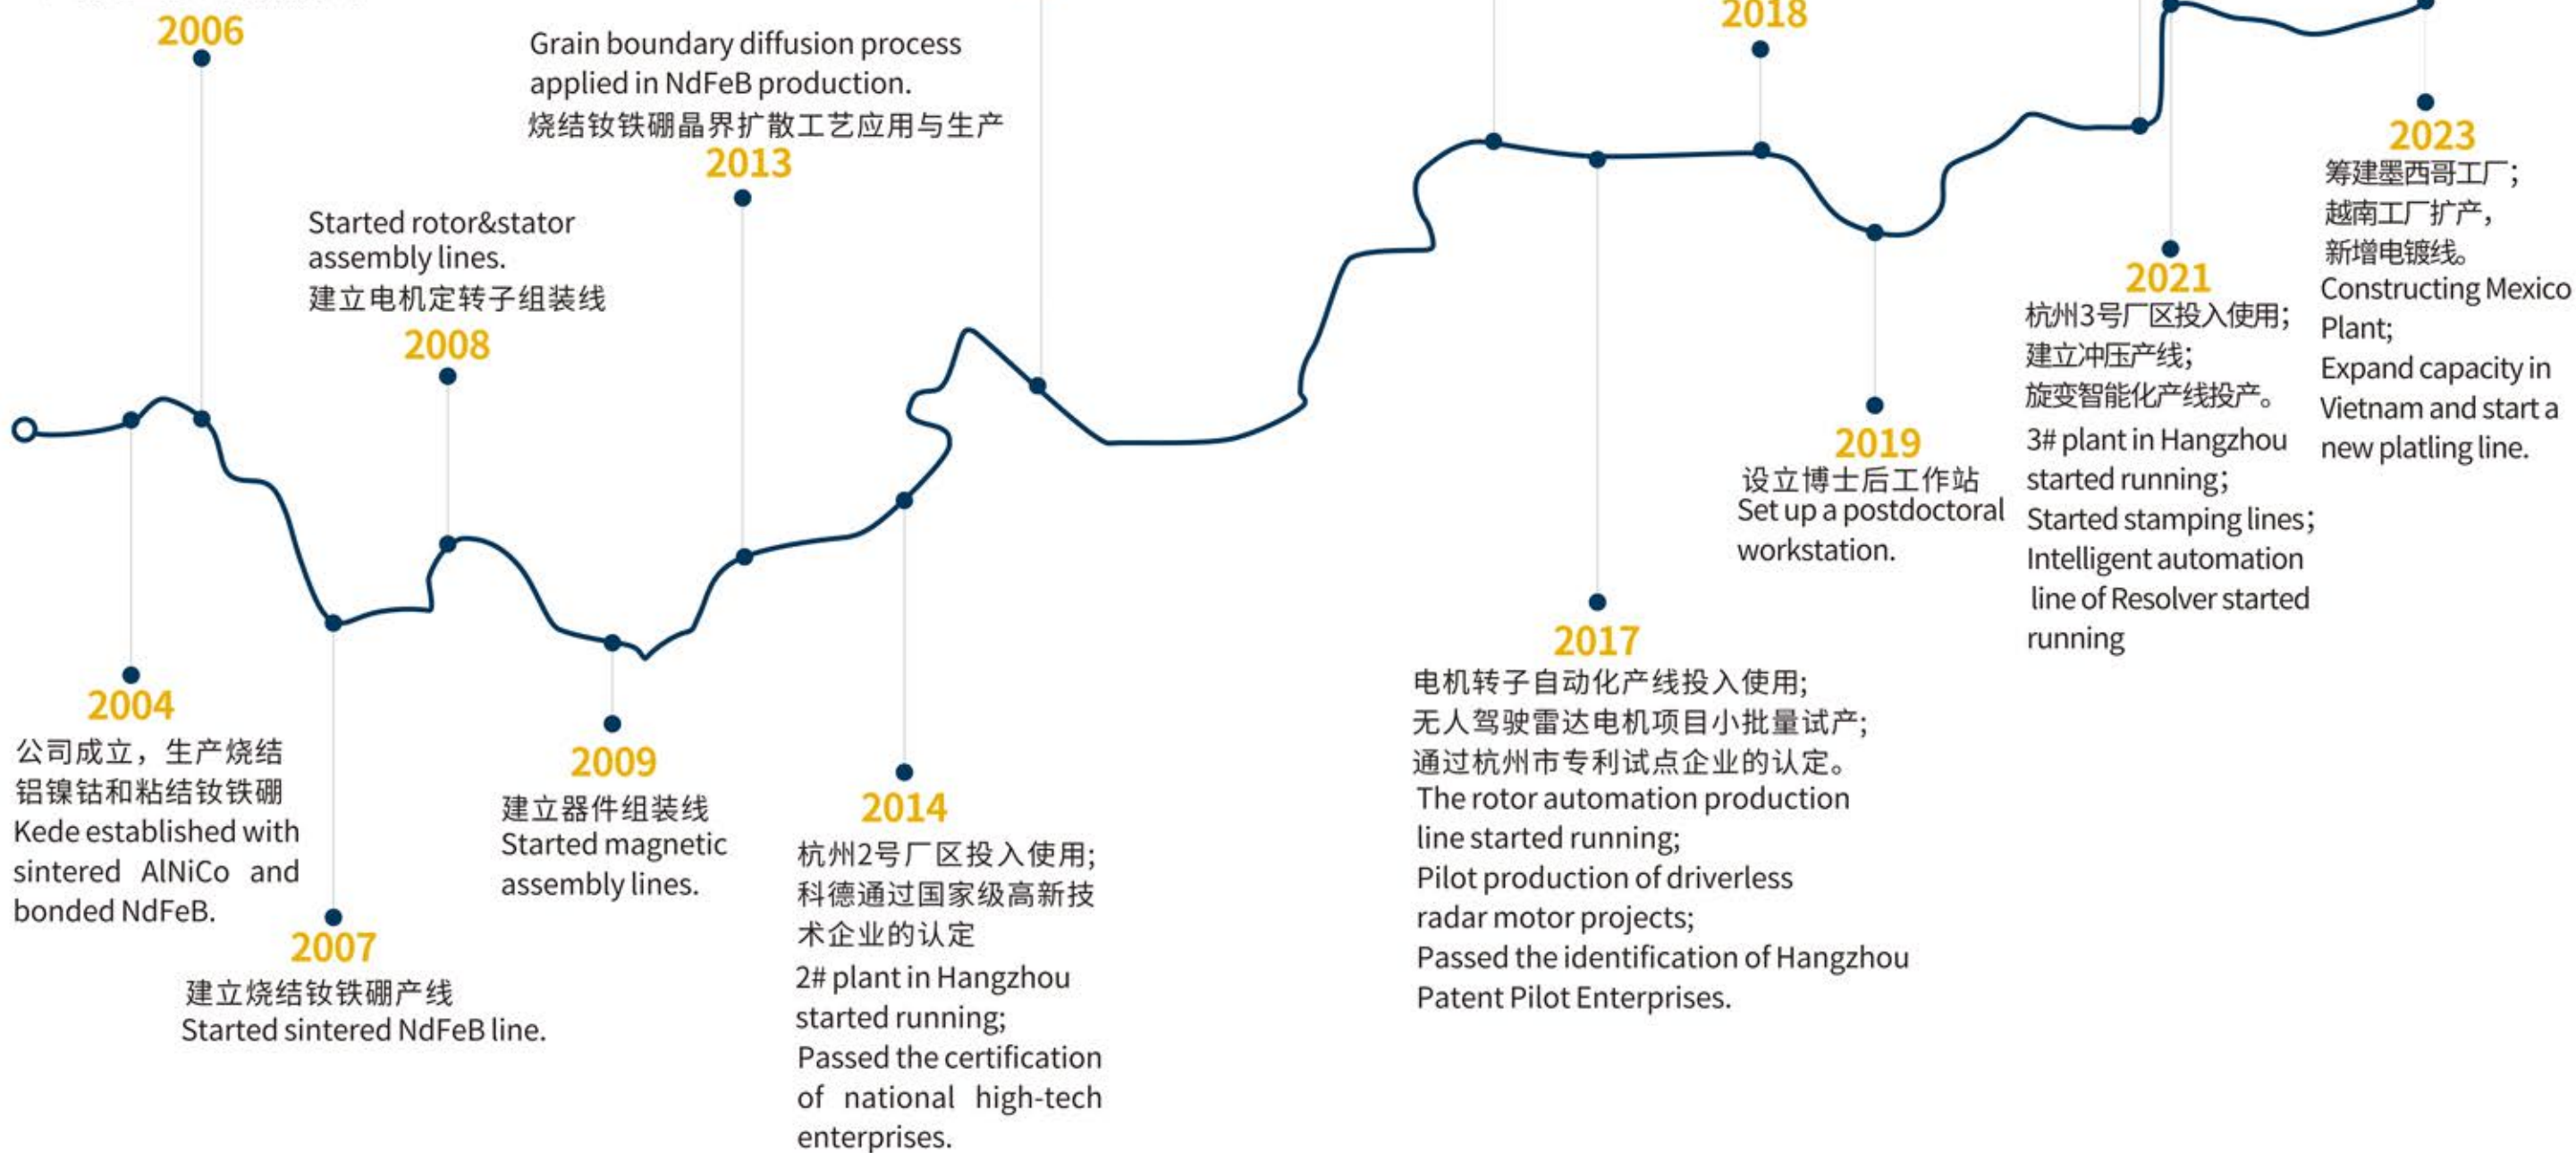 2006
Grain boundary diffusion process
applied in NdFeB production.
烧结钕铁硼晶界扩散工艺应用与生产
2013
Started rotor&stator
assembly lines.
建立电机定转子组装线
2008
2018
2023
筹建墨西哥工厂；
越南工厂扩产，
新增电镀线。
Constructing Mexico
Plant;
Expand capacity in
Vietnam and start a
new platling line.
2021
杭州3号厂区投入使用；
建立冲压产线；
旋变智能化产线投产。
3# plant in Hangzhou
started running；
Started stamping lines；
Intelligent automation
line of Resolver started
running
2019
设立博士后工作站
Set up a postdoctoral
workstation.
2017
电机转子自动化产线投入使用;
无人驾驶雷达电机项目小批量试产;
通过杭州市专利试点企业的认定。
The rotor automation production
line started running;
Pilot production of driverless
radar motor projects;
Passed the identification of Hangzhou
Patent Pilot Enterprises.
2004
公司成立，生产烧结
铝镍钴和粘结钕铁硼
Kede established with
sintered AlNiCo and
bonded NdFeB.
2007
建立烧结钕铁硼产线
Started sintered NdFeB line.
2009
建立器件组装线
Started magnetic
assembly lines.
2014
杭州2号厂区投入使用;
科德通过国家级高新技
术企业的认定
2# plant in Hangzhou
started running;
Passed the certification
of national high-tech
enterprises.